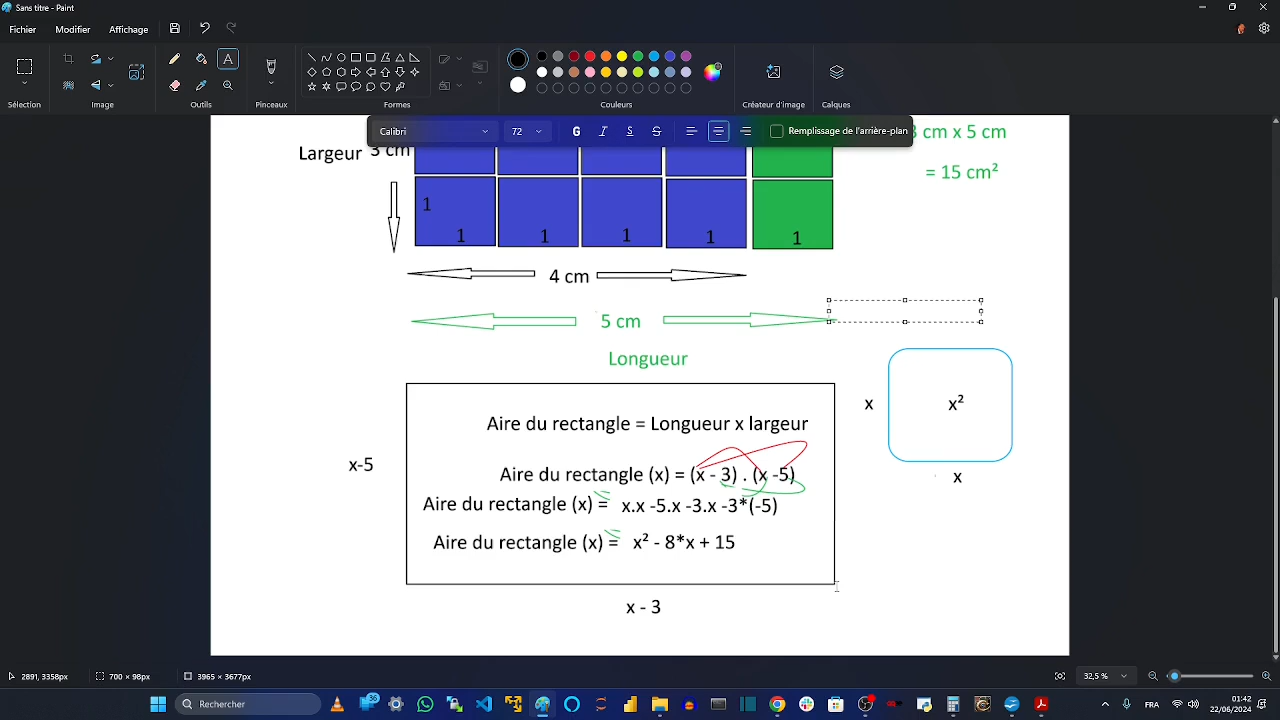 Sans titre - Paint
Fichier Modifier Affichage
Sélection Image Outils Pinceaux Formes Couleurs Créateur d'image Calques
Calibri 72 G I S S Remplissage de l'arrière-plan
cm x 5 cm
Largeur 3 cm
= 15 cm²
1
1 1 1 1 1
4 cm
5 cm
Longueur
Aire du rectangle = Longueur x largeur
x x²
x-5
Aire du rectangle (x) = (x - 3) . (x -5)
x
Aire du rectangle (x) = x.x -5.x -3.x -3*(-5)
Aire du rectangle (x) = x² - 8*x + 15
x - 3
2891, 2198px 700 × 98px 3965 × 3677px 32.3%
Rechercher
36
FRA 01:42
22/06/2024